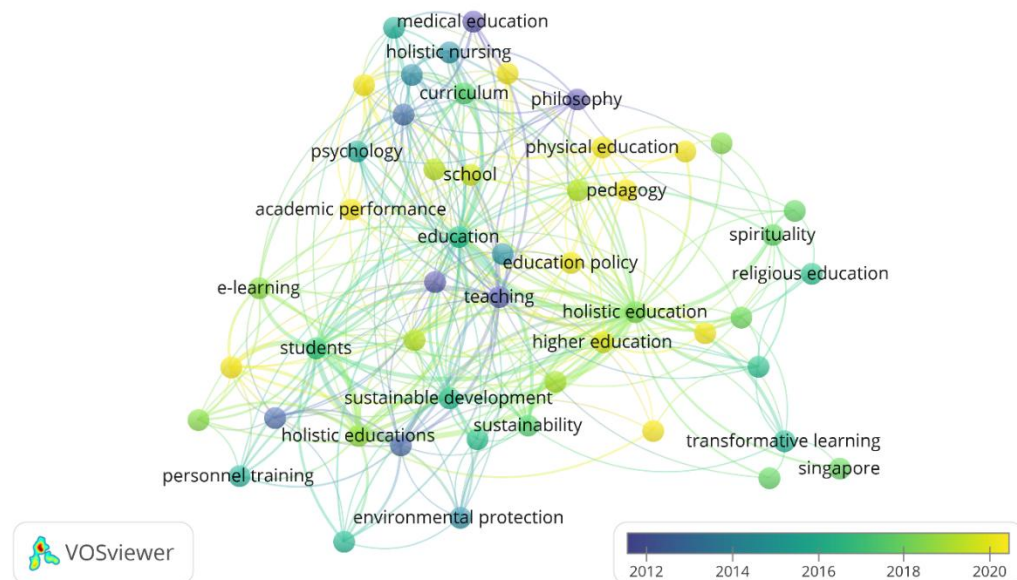 medical education
holistic nursing
curriculum
philosophy
psychology
physical education
school
pedagogy
academic performance
education
spirituality
education policy
religious education
e-learning
teaching
holistic education
students
higher education
sustainable development
holistic educations
sustainability
transformative learning
personnel training
singapore
environmental protection
VOSviewer
2012 2014 2016 2018 2020